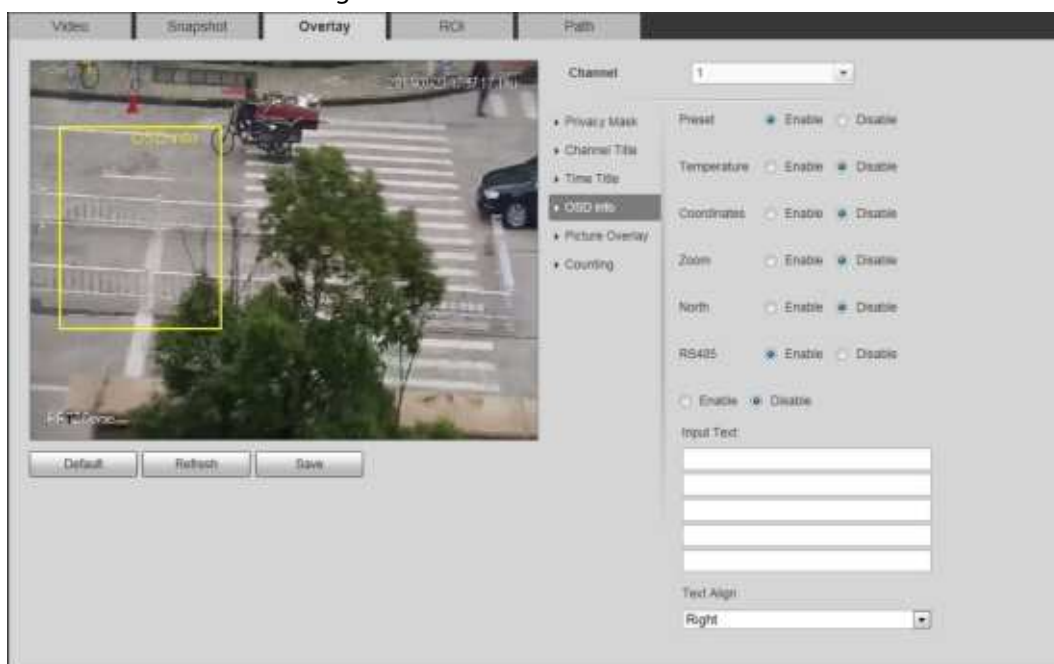 Video Snapshot Overlay ROI Path
Channel 1
Privacy Mask
Channel Title
Time Title
OSD Info
Picture Overlay
Counting
Preset Enable Disable
Temperature Enable Disable
Coordinates Enable Disable
Zoom Enable Disable
North Enable Disable
RS485 Enable Disable
Enable Disable
Input Text
Text Align
Right
OSD Info
Default Refresh Save